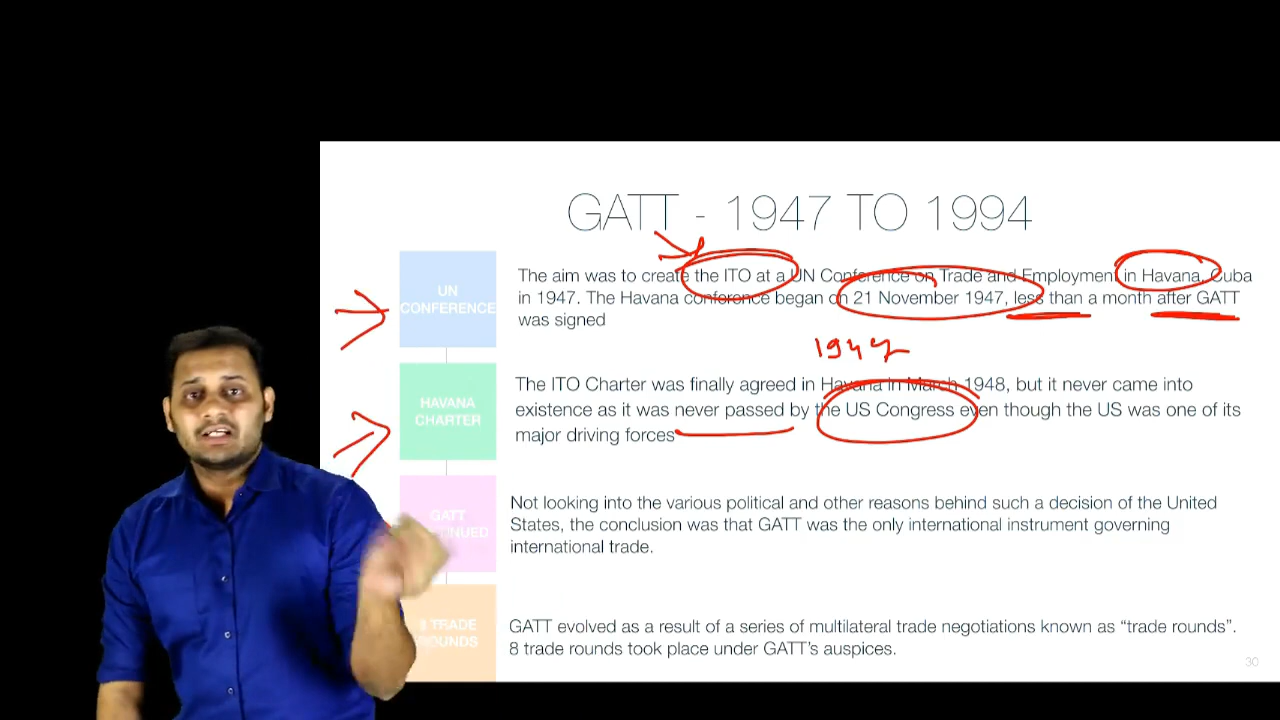 GATT - 1947 TO 1994
UN
CONFERENCE
The aim was to create the ITO at a UN Conference on Trade and Employment in Havana, Cuba
in 1947. The Havana conference began on 21 November 1947, less than a month after GATT
was signed
1947
HAVANA
CHARTER
The ITO Charter was finally agreed in Havana in March 1948, but it never came into
existence as it was never passed by the US Congress even though the US was one of its
major driving forces
GATT
Not looking into the various political and other reasons behind such a decision of the United
States, the conclusion was that GATT was the only international instrument governing
international trade.
8 TRADE
ROUNDS
GATT evolved as a result of a series of multilateral trade negotiations known as “trade rounds”.
8 trade rounds took place under GATT's auspices.
30